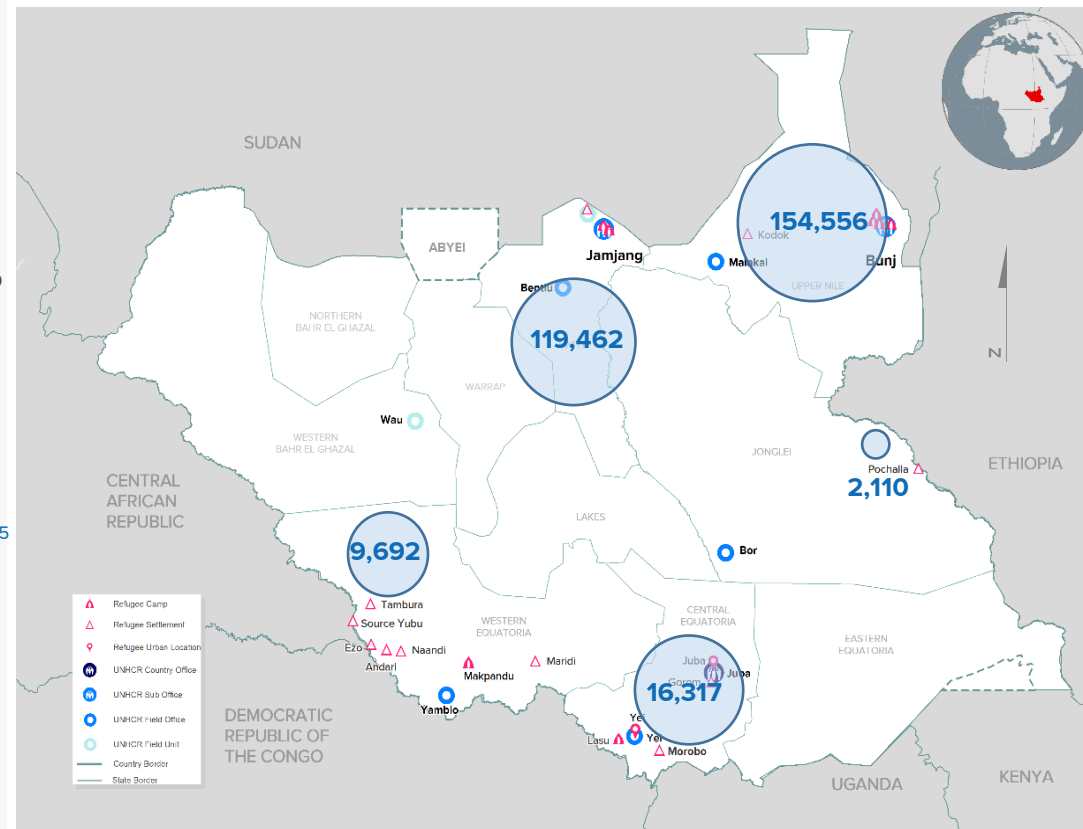 SUDAN
154,556
Kodok
ABYEI
Jamjang
Malakal
Bunj
UPPER NILE
Bentiu
NORTHERN
BAHR EL GHAZAL
119,462
N
WARRAP
Wau
WESTERN
BAHR EL GHAZAL
JONGLEI
ETHIOPIA
Pochalla
2,110
CENTRAL
AFRICAN
REPUBLIC
LAKES
5
9,692
Bor
Tambura
Source Yubu
WESTERN
EQUATORIA
CENTRAL
EQUATORIA
EASTERN
EQUATORIA
Ezo
Naandi
Andari
Maridi
Makpandu
Juba
Juba
Gorom
16,317
Yambio
Yei
Lasu
Morobo
DEMOCRATIC
REPUBLIC OF
THE CONGO
UGANDA
KENYA
Refugee Camp
Refugee Settlement
Refugee Urban Location
UNHCR Country Office
UNHCR Sub Office
UNHCR Field Office
UNHCR Field Unit
Country Border
State Border